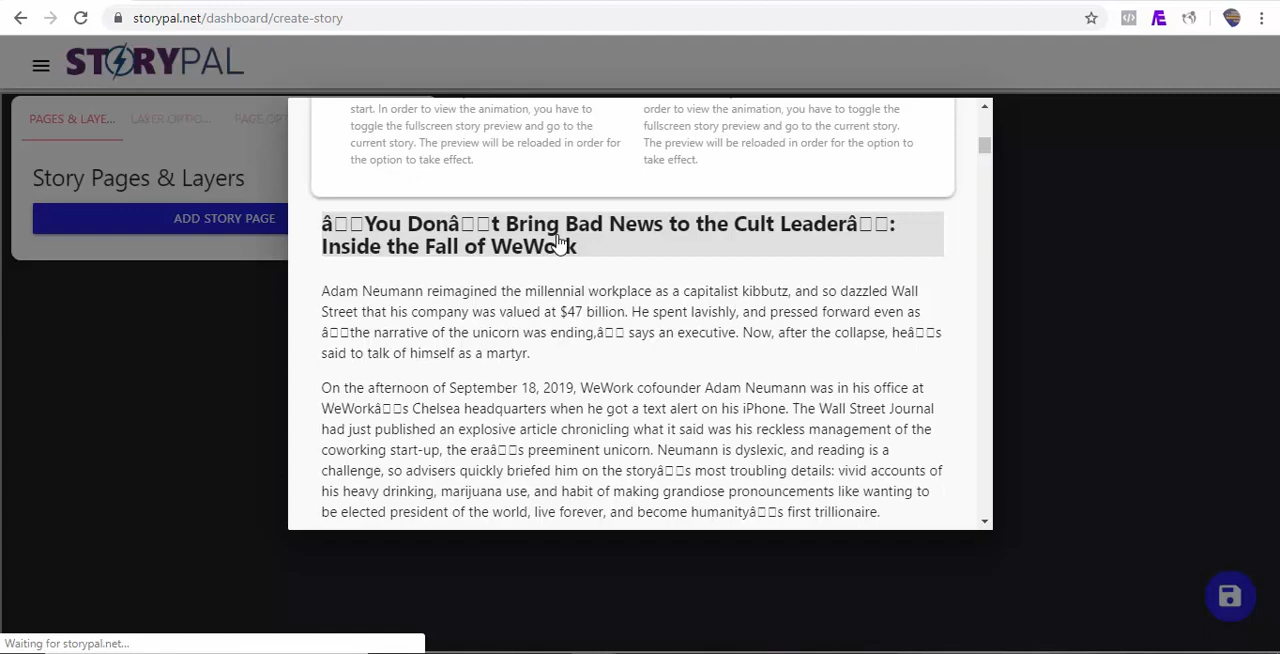 storypal.net/dashboard/create-story
STORYPAL
PAGES & LAYE...
LAYER OPTIO...
PAGE OPT
Story Pages & Layers
ADD STORY PAGE
start. In order to view the animation, you have to
toggle the fullscreen story preview and go to the
current story. The preview will be reloaded in order for
the option to take effect.
order to view the animation, you have to toggle the
fullscreen story preview and go to the current story.
The preview will be reloaded in order for the option to
take effect.
â□□You Donâ□□t Bring Bad News to the Cult Leaderâ□□:
Inside the Fall of WeWork
Adam Neumann reimagined the millennial workplace as a capitalist kibbutz, and so dazzled Wall
Street that his company was valued at $47 billion. He spent lavishly, and pressed forward even as
â□□the narrative of the unicorn was ending,â□□ says an executive. Now, after the collapse, heâ□□s
said to talk of himself as a martyr.
On the afternoon of September 18, 2019, WeWork cofounder Adam Neumann was in his office at
WeWorkâ□□s Chelsea headquarters when he got a text alert on his iPhone. The Wall Street Journal
had just published an explosive article chronicling what it said was his reckless management of the
coworking start-up, the eraâ□□s preeminent unicorn. Neumann is dyslexic, and reading is a
challenge, so advisers quickly briefed him on the storyâ□□s most troubling details: vivid accounts of
his heavy drinking, marijuana use, and habit of making grandiose pronouncements like wanting to
be elected president of the world, live forever, and become humanityâ□□s first trillionaire.
Waiting for storypal.net...